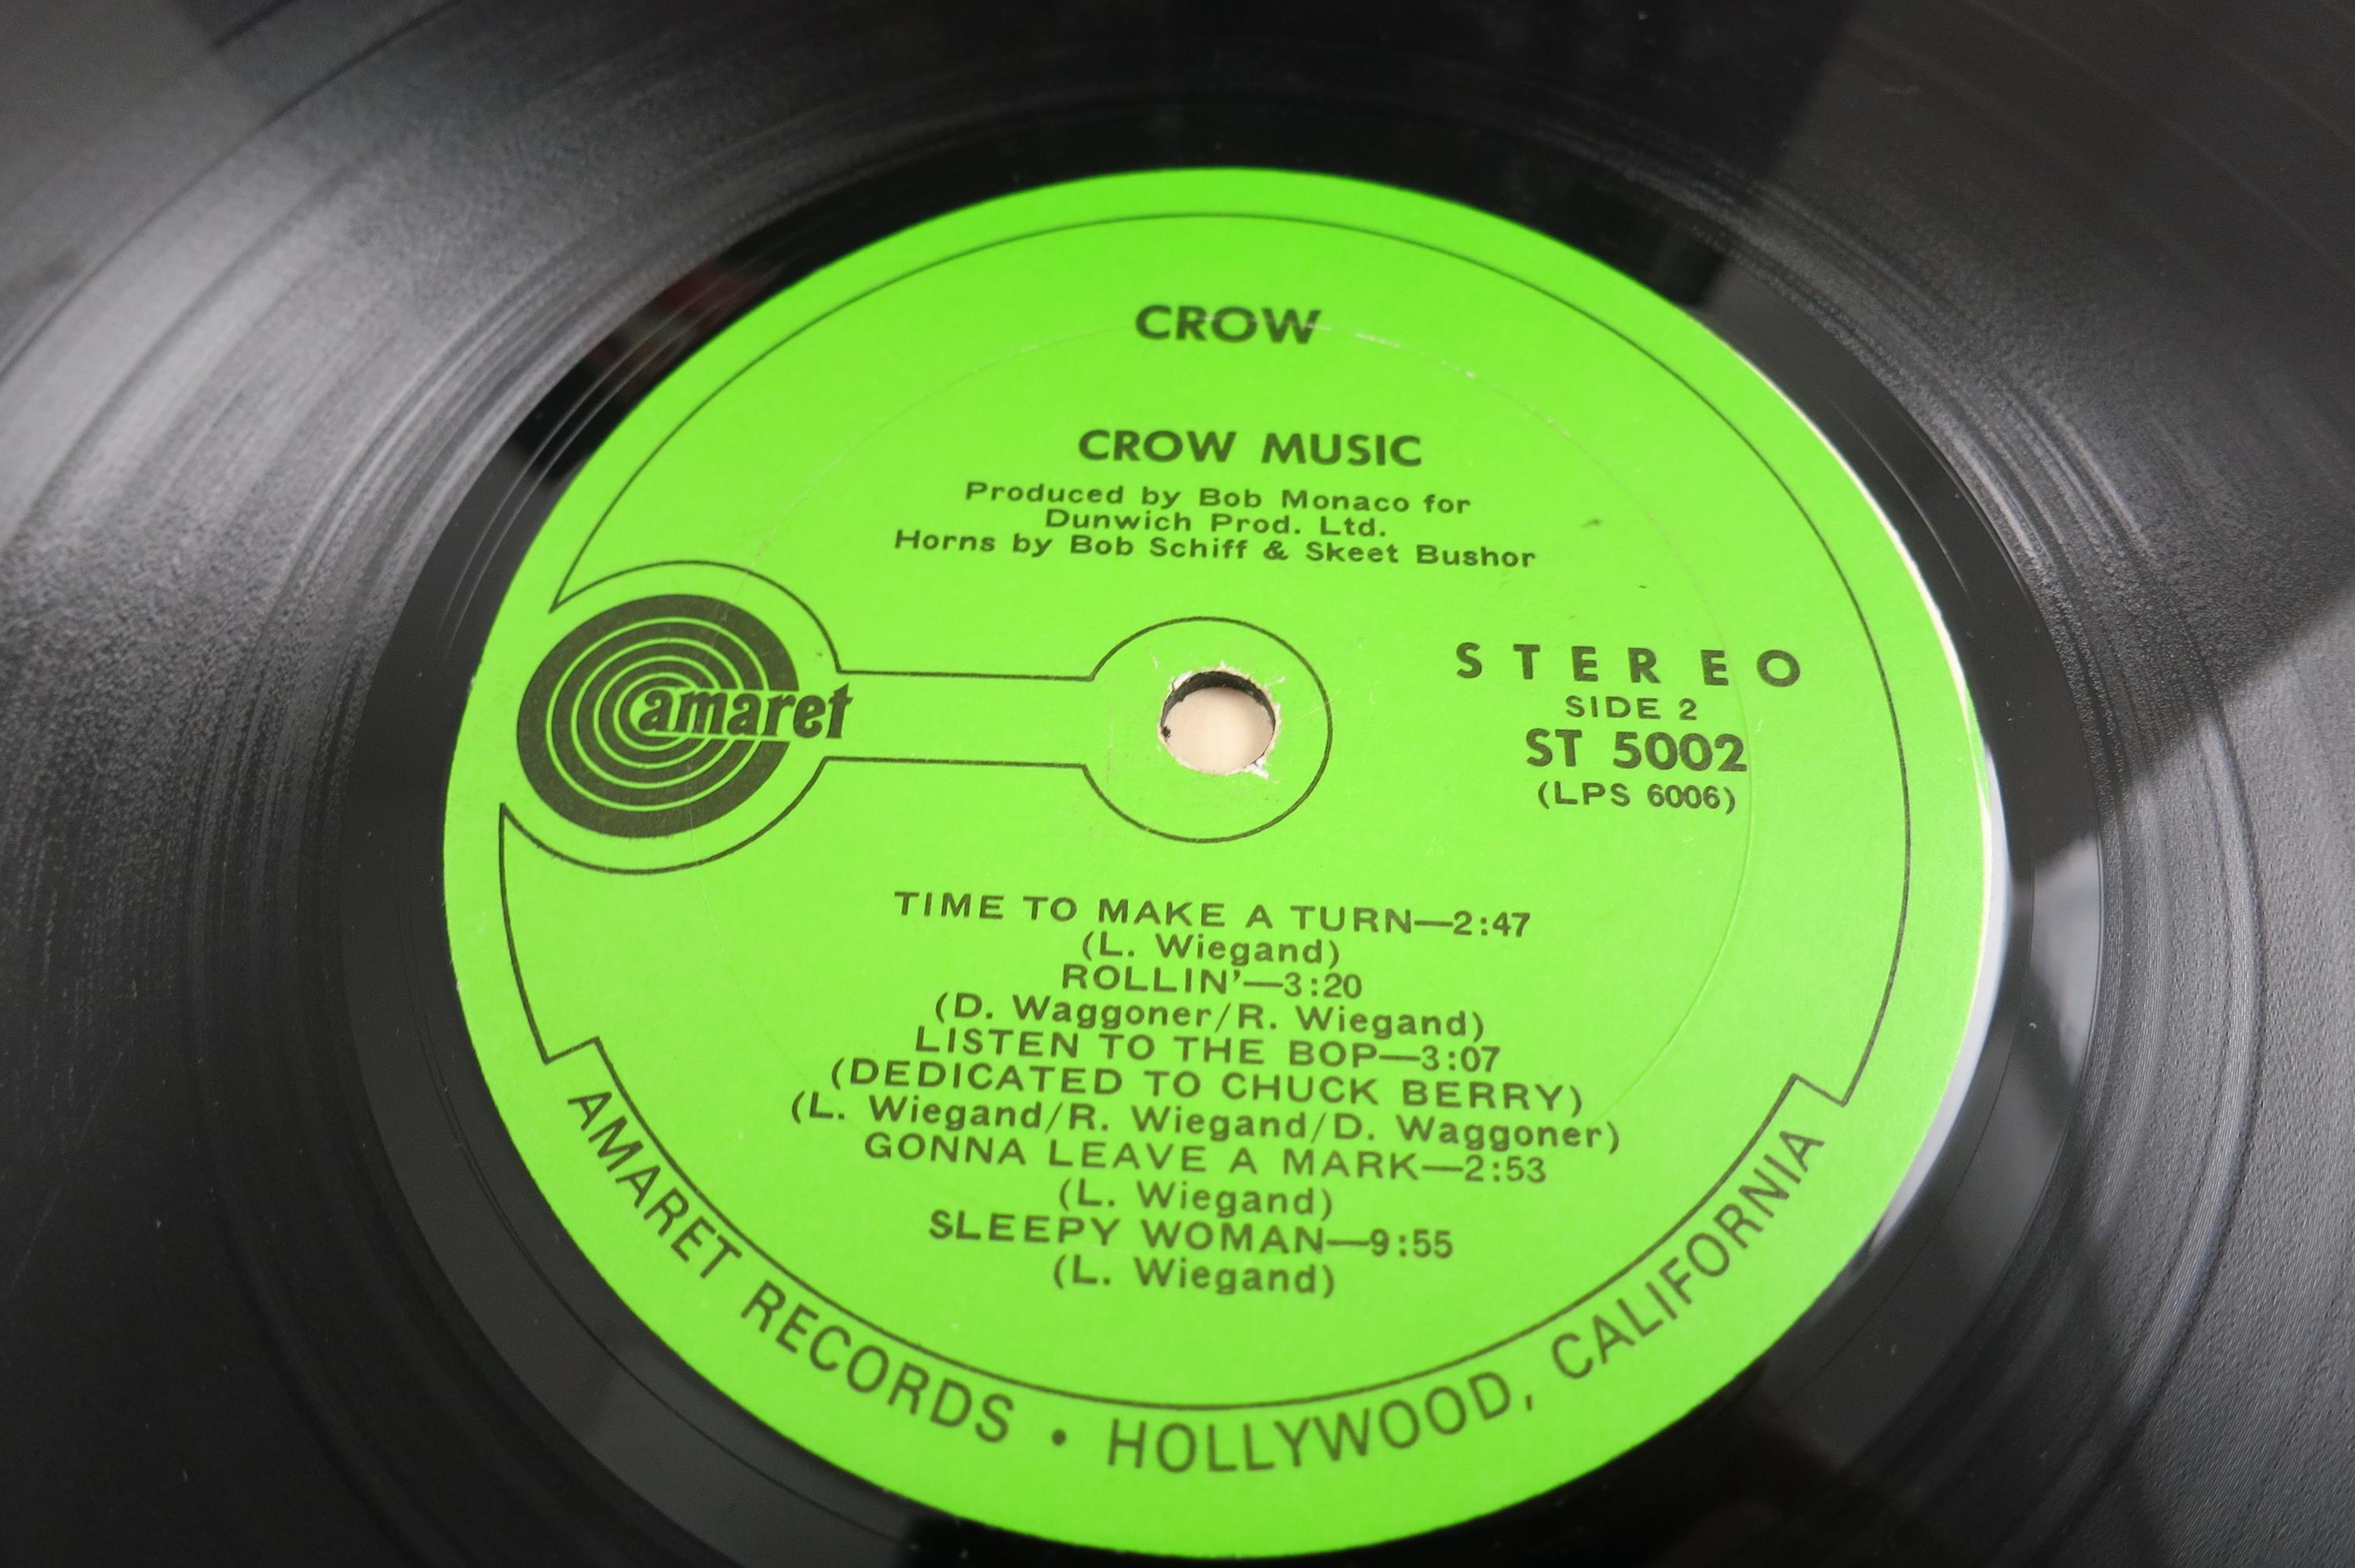 CROW
CROW MUSIC
Produced by Bob Monaco for
Dunwich Prod. Ltd.
Horns by Bob Schiff & Skeet Bushor
amaret
STEREO
SIDE 2
ST 5002
(LPS 6006)
TIME TO MAKE A TURN—2:47
(L. Wiegand)
ROLLIN'—3:20
(D. Waggoner/R. Wiegand)
LISTEN TO THE BOP—3:07
(DEDICATED TO CHUCK BERRY)
(L. Wiegand/R. Wiegand/D. Waggoner)
GONNA LEAVE A MARK—2:53
(L. Wiegand)
SLEEPY WOMAN—9:55
(L. Wiegand)
AMARET RECORDS • HOLLYWOOD, CALIFORNIA